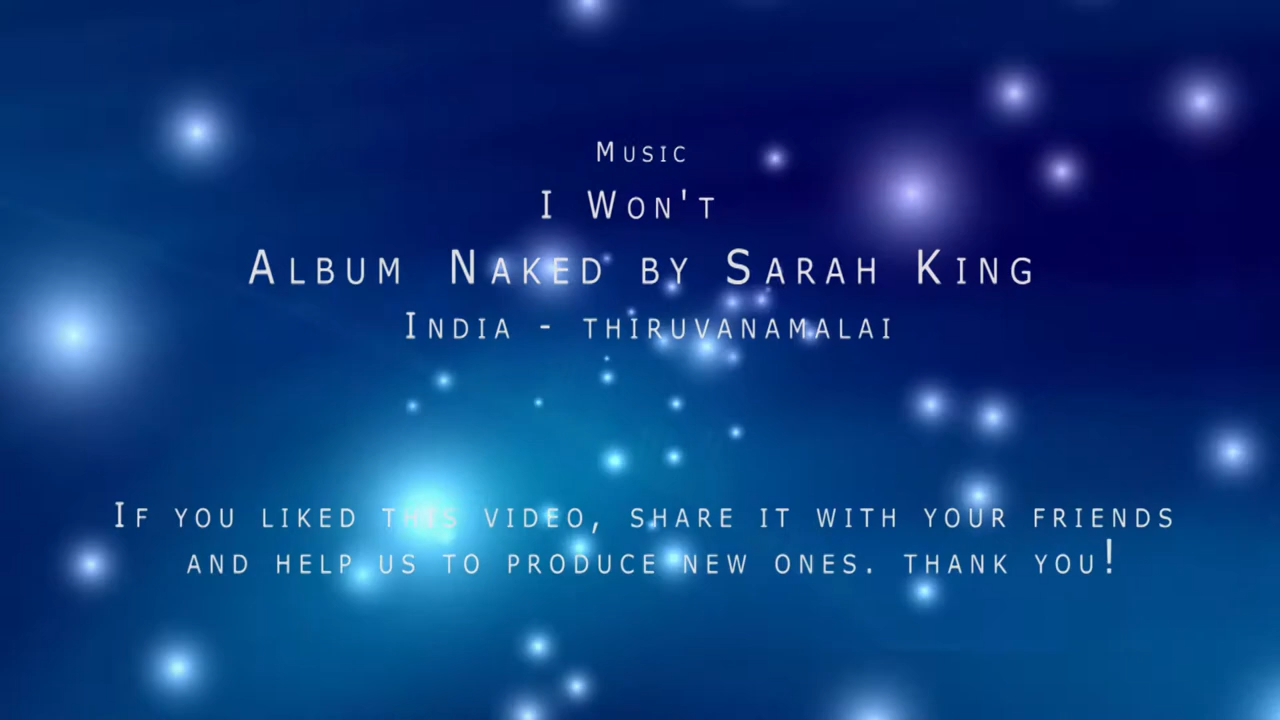 Music
I Won't
Album Naked by Sarah King
India - thiruvanamalai
If you liked this video, share it with your friends
and help us to produce new ones. thank you!